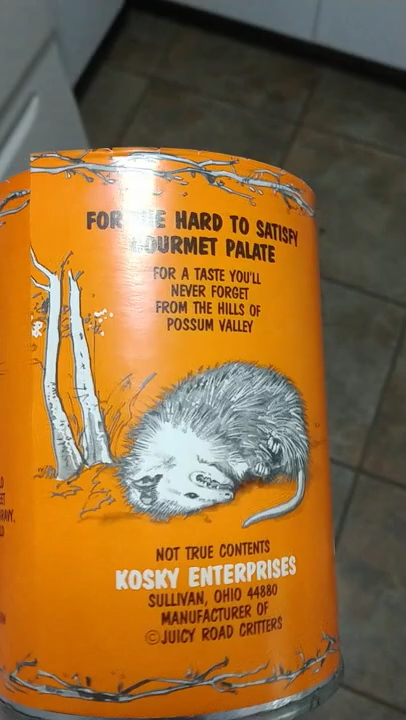 FOR THE HARD TO SATISFY
GOURMET PALATE
FOR A TASTE YOU'LL
NEVER FORGET
FROM THE HILLS OF
POSSUM VALLEY
NOT TRUE CONTENTS
KOSKY ENTERPRISES
SULLIVAN, OHIO 44880
MANUFACTURER OF
©JUICY ROAD CRITTERS